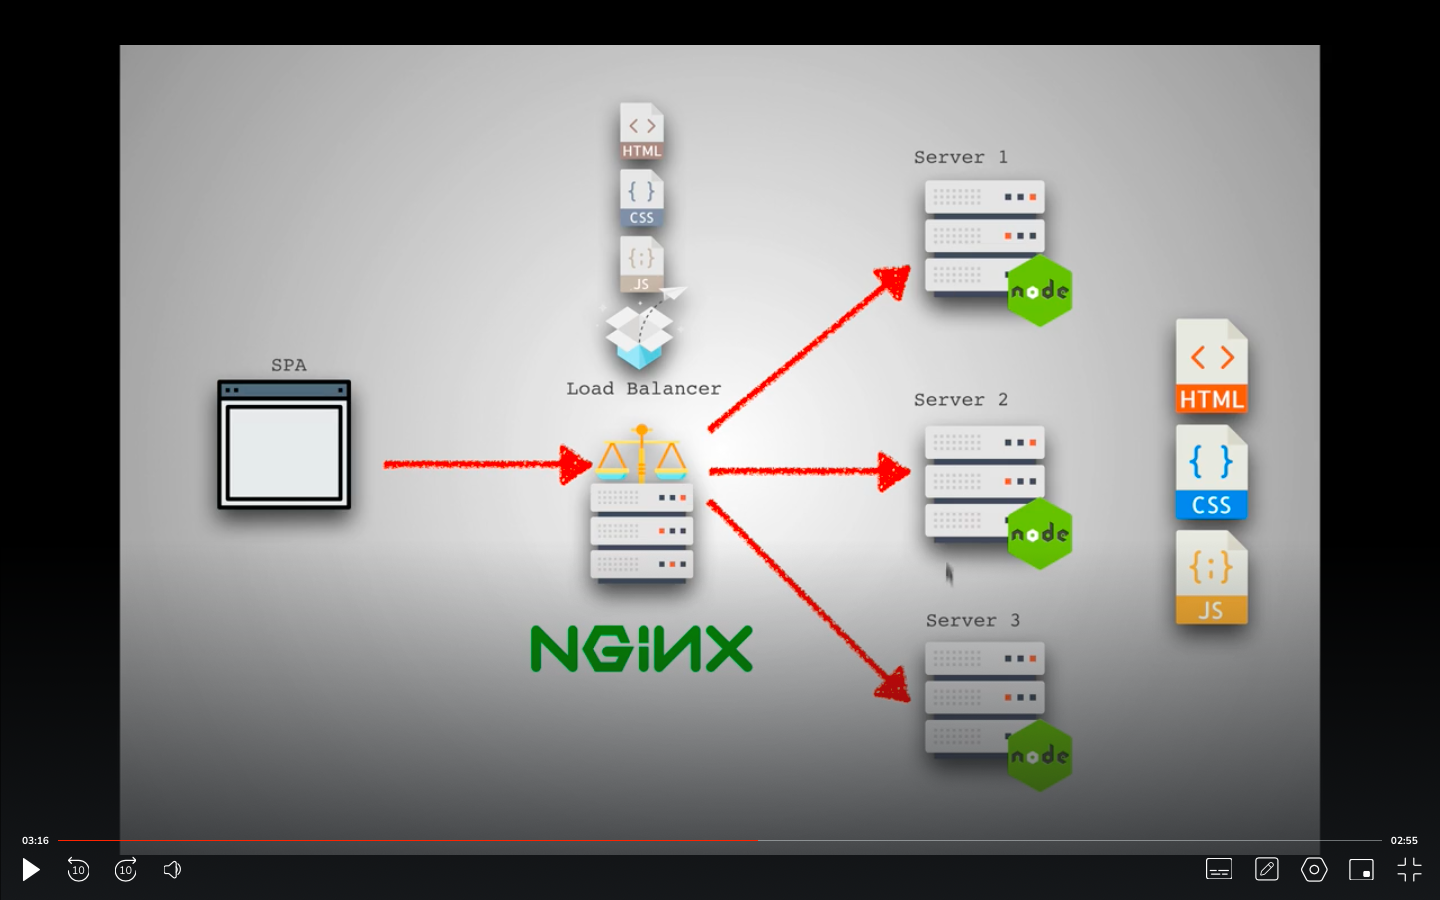 HTML
CSS
JS
Load Balancer
SPA
NGINX
Server 1
node
Server 2
node
Server 3
node
HTML
CSS
JS
03:16
02:55
10
10